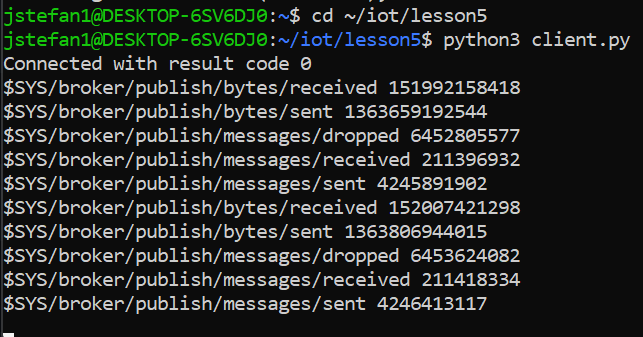 jstefan1@DESKTOP-6SV6DJ0:~$ cd ~/iot/lesson5
jstefan1@DESKTOP-6SV6DJ0:~/iot/lesson5$ python3 client.py
Connected with result code 0
$SYS/broker/publish/bytes/received 151992158418
$SYS/broker/publish/bytes/sent 1363659192544
$SYS/broker/publish/messages/dropped 6452805577
$SYS/broker/publish/messages/received 211396932
$SYS/broker/publish/messages/sent 4245891902
$SYS/broker/publish/bytes/received 152007421298
$SYS/broker/publish/bytes/sent 1363806944015
$SYS/broker/publish/messages/dropped 6453624082
$SYS/broker/publish/messages/received 211418334
$SYS/broker/publish/messages/sent 4246413117